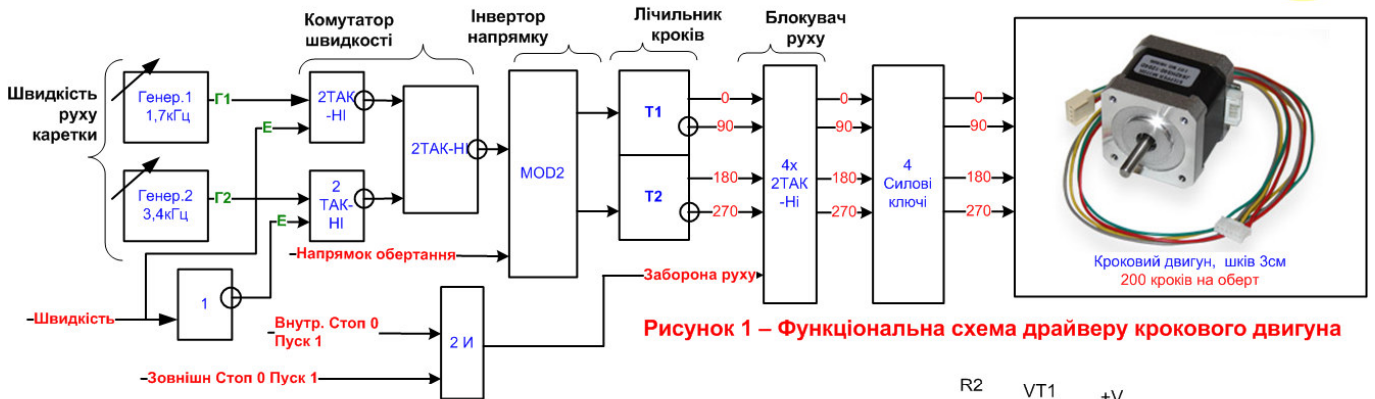 Комутатор
швидкості
Інвертор
напрямку
Лічильник
кроків
Блокувач
руху
Швидкість
руху
каретки
Генер.1
1,7кГц
Г1
Е
2ТАК
-НІ
2ТАК-НІ
Генер.2
3,4кГц
Г2
Е
2
ТАК-
НІ
MOD2
Т1
Т2
0
90
180
270
4х
2ТАК
-Ні
0
90
180
270
4
Силові
ключі
0
90
180
270
Кроковий двигун, шків 3см
200 кроків на оберт
Напрямок обертання
Заборона руху
Швидкість
1
Внутр. Стоп 0
Пуск 1
2 И
Зовнішн Стоп 0 Пуск 1
Рисунок 1 – Функціональна схема драйверу крокового двигуна
R2
VT1
+V